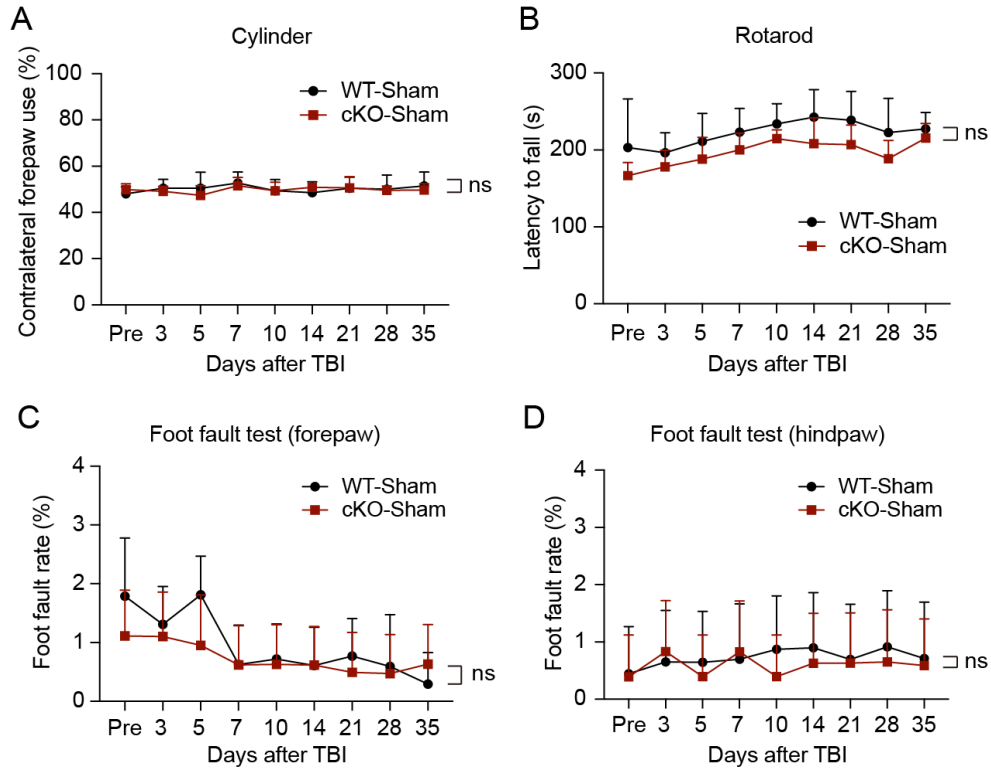 A
Cylinder
Contralateral forepaw use (%)
100
80
60
40
20
0
WT-Sham
cKO-Sham
ns
Pre 3 5 7 10 14 21 28 35
Days after TBI
B
Rotarod
Latency to fall (s)
300
200
100
0
ns
WT-Sham
cKO-Sham
Pre 3 5 7 10 14 21 28 35
Days after TBI
C
Foot fault test (forepaw)
Foot fault rate (%)
4
3
2
1
0
WT-Sham
cKO-Sham
ns
Pre 3 5 7 10 14 21 28 35
Days after TBI
D
Foot fault test (hindpaw)
Foot fault rate (%)
4
3
2
1
0
WT-Sham
cKO-Sham
ns
Pre 3 5 7 10 14 21 28 35
Days after TBI